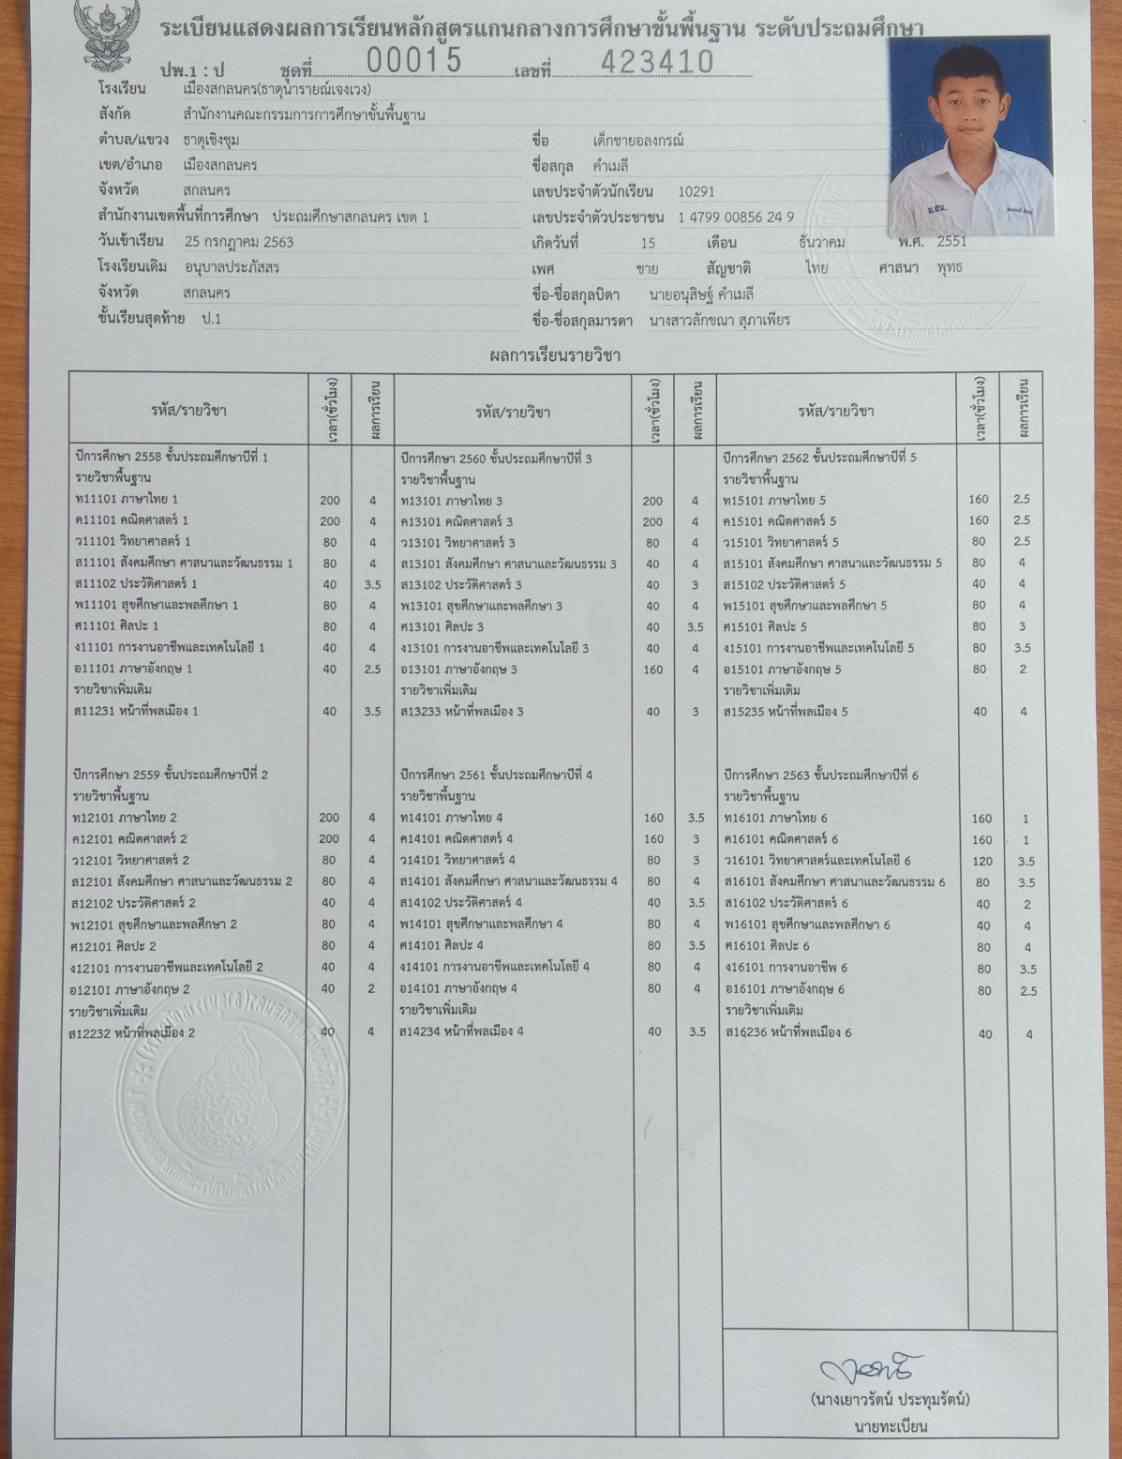 ระเบียนแสดงผลการเรียนหลักสูตรแกนกลางการศึกษาขั้นพื้นฐาน ระดับประถมศึกษา
ปพ.1 : ป ชุดที่ 00015 เลขที่ 423410
โรงเรียน เมืองสกลนคร(ธาตุนารายณ์เจงเวง)
สังกัด สำนักงานคณะกรรมการการศึกษาขั้นพื้นฐาน
ตำบล/แขวง ธาตุเชิงชุม ชื่อ เด็กชายอลงกรณ์
เขต/อำเภอ เมืองสกลนคร ชื่อสกุล คำเมลี
จังหวัด สกลนคร เลขประจำตัวนักเรียน 10291
สำนักงานเขตพื้นที่การศึกษา ประถมศึกษาสกลนคร เขต 1 เลขประจำตัวประชาชน 1 4799 00856 24 9
วันเข้าเรียน 25 กรกฎาคม 2563 เกิดวันที่ 15 เดือน ธันวาคม พ.ศ. 2551
โรงเรียนเดิม อนุบาลประภัสสร เพศ ชาย สัญชาติ ไทย ศาสนา พุทธ
จังหวัด สกลนคร ชื่อ-ชื่อสกุลบิดา นายอนุสิษฐ์ คำเมลี
ชั้นเรียนสุดท้าย ป.1 ชื่อ-ชื่อสกุลมารดา นางสาวลักขณา สุภาเพียร
ผลการเรียนรายวิชา
รหัส/รายวิชา เวลา(ชั่วโมง) ผลการเรียน รหัส/รายวิชา เวลา(ชั่วโมง) ผลการเรียน รหัส/รายวิชา เวลา(ชั่วโมง) ผลการเรียน
ปีการศึกษา 2558 ชั้นประถมศึกษาปีที่ 1 ปีการศึกษา 2560 ชั้นประถมศึกษาปีที่ 3 ปีการศึกษา 2562 ชั้นประถมศึกษาปีที่ 5
รายวิชาพื้นฐาน รายวิชาพื้นฐาน รายวิชาพื้นฐาน
ท11101 ภาษาไทย 1 200 4 ท13101 ภาษาไทย 3 200 4 ท15101 ภาษาไทย 5 160 2.5
ค11101 คณิตศาสตร์ 1 200 4 ค13101 คณิตศาสตร์ 3 200 4 ค15101 คณิตศาสตร์ 5 160 2.5
ว11101 วิทยาศาสตร์ 1 80 4 ว13101 วิทยาศาสตร์ 3 80 4 ว15101 วิทยาศาสตร์ 5 80 2.5
ส11101 สังคมศึกษา ศาสนาและวัฒนธรรม 1 80 4 ส13101 สังคมศึกษา ศาสนาและวัฒนธรรม 3 40 4 ส15101 สังคมศึกษา ศาสนาและวัฒนธรรม 5 80 4
ส11102 ประวัติศาสตร์ 1 40 3.5 ส13102 ประวัติศาสตร์ 3 40 3 ส15102 ประวัติศาสตร์ 5 40 4
พ11101 สุขศึกษาและพลศึกษา 1 80 4 พ13101 สุขศึกษาและพลศึกษา 3 40 4 พ15101 สุขศึกษาและพลศึกษา 5 80 4
ศ11101 ศิลปะ 1 80 4 ศ13101 ศิลปะ 3 40 3.5 ศ15101 ศิลปะ 5 80 3
ง11101 การงานอาชีพและเทคโนโลยี 1 40 4 ง13101 การงานอาชีพและเทคโนโลยี 3 40 4 ง15101 การงานอาชีพและเทคโนโลยี 5 80 3.5
อ11101 ภาษาอังกฤษ 1 40 2.5 อ13101 ภาษาอังกฤษ 3 160 4 อ15101 ภาษาอังกฤษ 5 80 2
รายวิชาเพิ่มเติม รายวิชาเพิ่มเติม รายวิชาเพิ่มเติม
ส11231 หน้าที่พลเมือง 1 40 3.5 ส13233 หน้าที่พลเมือง 3 40 3 ส15235 หน้าที่พลเมือง 5 40 4
ปีการศึกษา 2559 ชั้นประถมศึกษาปีที่ 2 ปีการศึกษา 2561 ชั้นประถมศึกษาปีที่ 4 ปีการศึกษา 2563 ชั้นประถมศึกษาปีที่ 6
รายวิชาพื้นฐาน รายวิชาพื้นฐาน รายวิชาพื้นฐาน
ท12101 ภาษาไทย 2 200 4 ท14101 ภาษาไทย 4 160 3.5 ท16101 ภาษาไทย 6 160 1
ค12101 คณิตศาสตร์ 2 200 4 ค14101 คณิตศาสตร์ 4 160 3 ค16101 คณิตศาสตร์ 6 160 1
ว12101 วิทยาศาสตร์ 2 80 4 ว14101 วิทยาศาสตร์ 4 80 3 ว16101 วิทยาศาสตร์และเทคโนโลยี 6 120 3.5
ส12101 สังคมศึกษา ศาสนาและวัฒนธรรม 2 80 4 ส14101 สังคมศึกษา ศาสนาและวัฒนธรรม 4 80 4 ส16101 สังคมศึกษา ศาสนาและวัฒนธรรม 6 80 3.5
ส12102 ประวัติศาสตร์ 2 40 4 ส14102 ประวัติศาสตร์ 4 40 3.5 ส16102 ประวัติศาสตร์ 6 40 2
พ12101 สุขศึกษาและพลศึกษา 2 80 4 พ14101 สุขศึกษาและพลศึกษา 4 80 4 พ16101 สุขศึกษาและพลศึกษา 6 40 4
ศ12101 ศิลปะ 2 80 4 ศ14101 ศิลปะ 4 80 3.5 ศ16101 ศิลปะ 6 80 4
ง12101 การงานอาชีพและเทคโนโลยี 2 40 4 ง14101 การงานอาชีพและเทคโนโลยี 4 80 4 ง16101 การงานอาชีพ 6 80 3.5
อ12101 ภาษาอังกฤษ 2 40 2 อ14101 ภาษาอังกฤษ 4 80 4 อ16101 ภาษาอังกฤษ 6 80 2.5
รายวิชาเพิ่มเติม รายวิชาเพิ่มเติม รายวิชาเพิ่มเติม
ส12232 หน้าที่พลเมือง 2 40 4 ส14234 หน้าที่พลเมือง 4 40 3.5 ส16236 หน้าที่พลเมือง 6 40 4
(นางเยาวรัตน์ ประทุมรัตน์)
นายทะเบียน